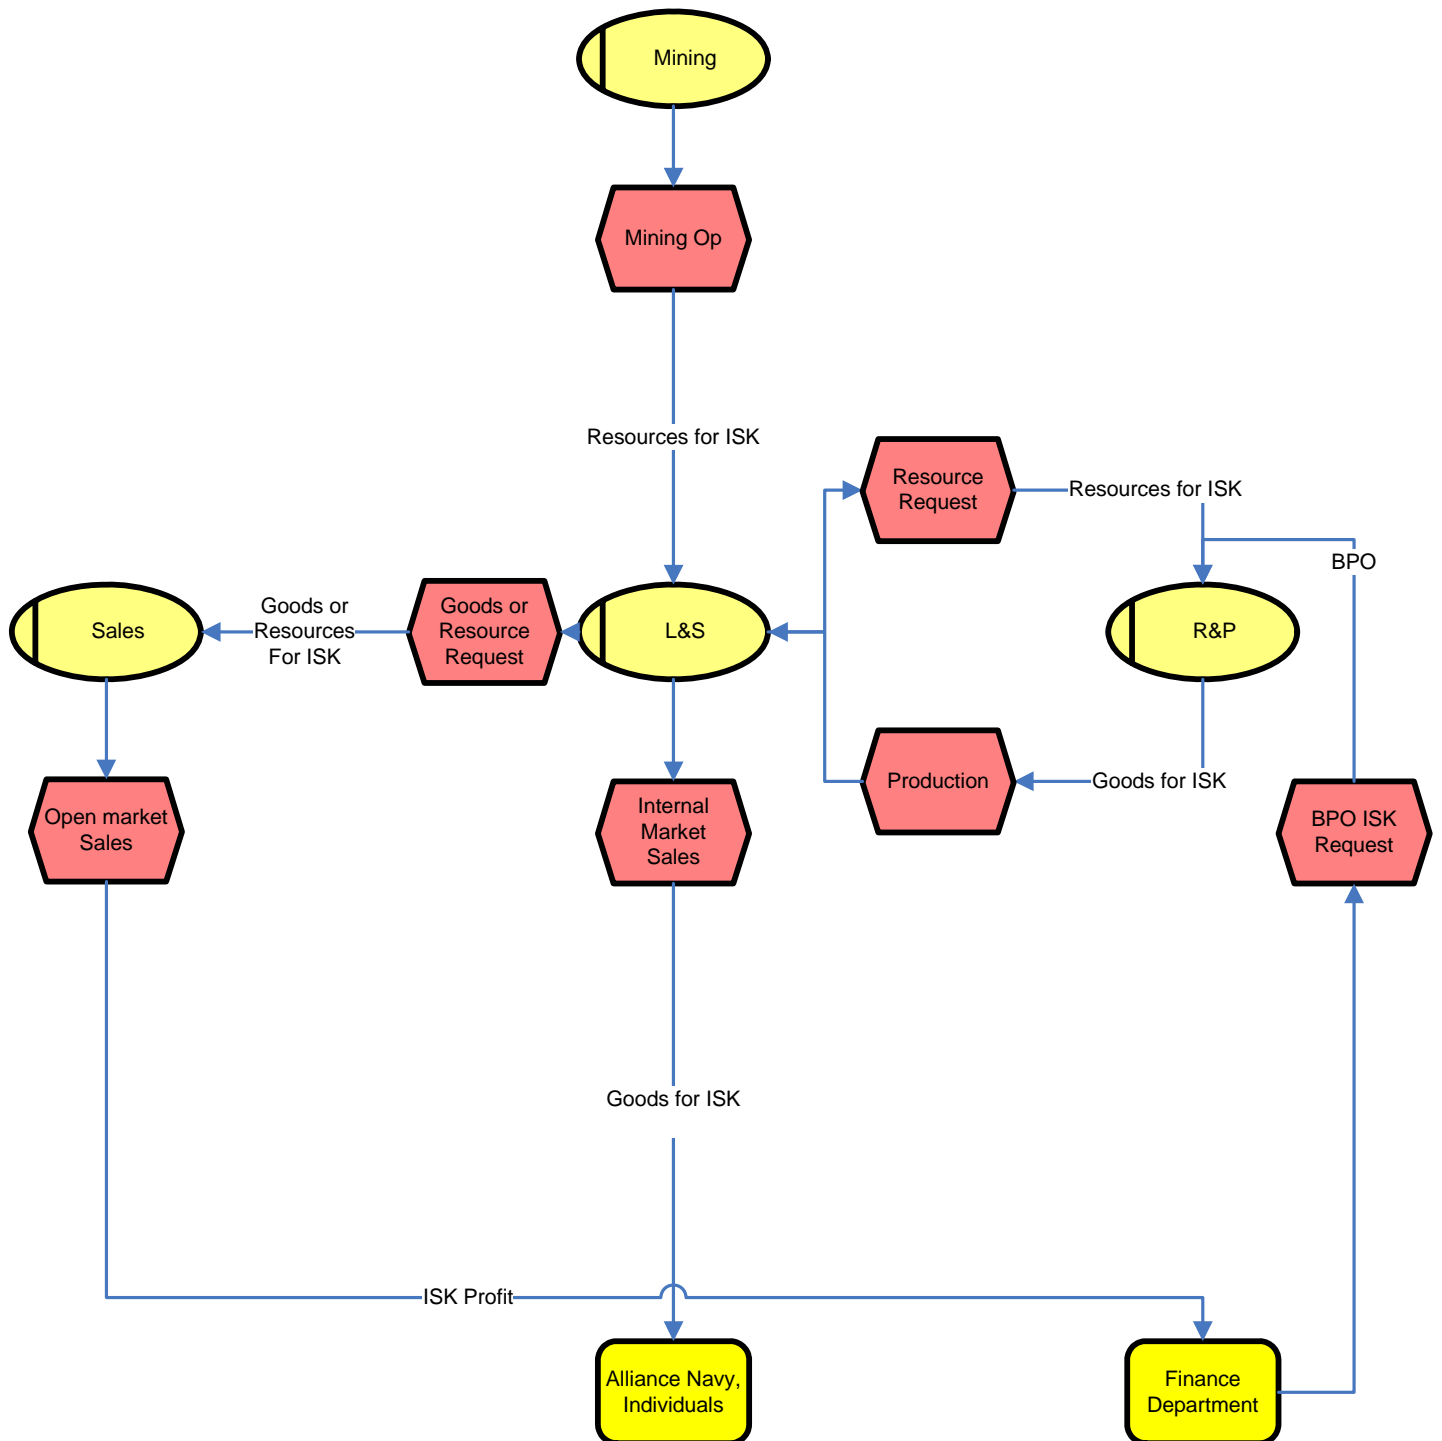 Mining
Mining Op
Resources for ISK
Resource
Request
Resources for ISK
BPO
Sales
Goods or
Resources
For ISK
Goods or
Resource
Request
L&S
R&P
Open market
Sales
Internal
Market
Sales
Production
Goods for ISK
BPO ISK
Request
Goods for ISK
ISK Profit
Alliance Navy,
Individuals
Finance
Department